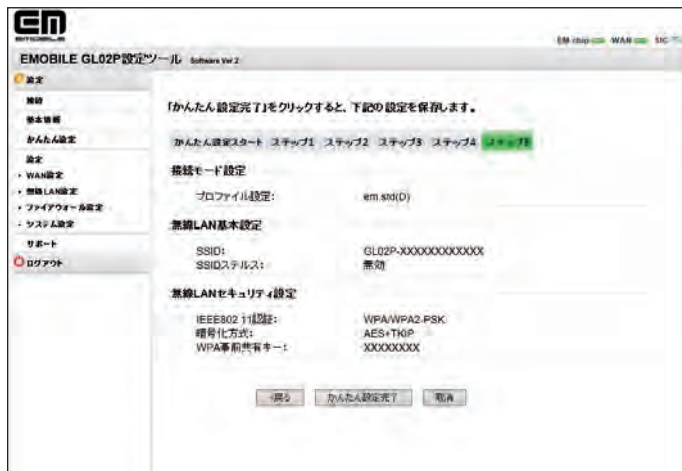 EM
EMOBILE
EM chip WAN SIG
EMOBILE GL02P設定ツール Software Ver.2
設定
接続
基本情報
かんたん設定
設定
・WAN設定
・無線LAN設定
・ファイアウォール設定
・システム設定
サポート
ログアウト
「かんたん設定完了」をクリックすると、下記の設定を保存します。
かんたん設定スタート ステップ1 ステップ2 ステップ3 ステップ4 ステップ5
接続モード設定
プロファイル設定: em.std(D)
無線LAN基本設定
SSID: GL02P-XXXXXXXXXXXX
SSIDステルス: 無効
無線LANセキュリティ設定
IEEE802.11認証: WPA/WPA2-PSK
暗号化方式: AES+TKIP
WPA事前共有キー: XXXXXXXX
<戻る かんたん設定完了 取消